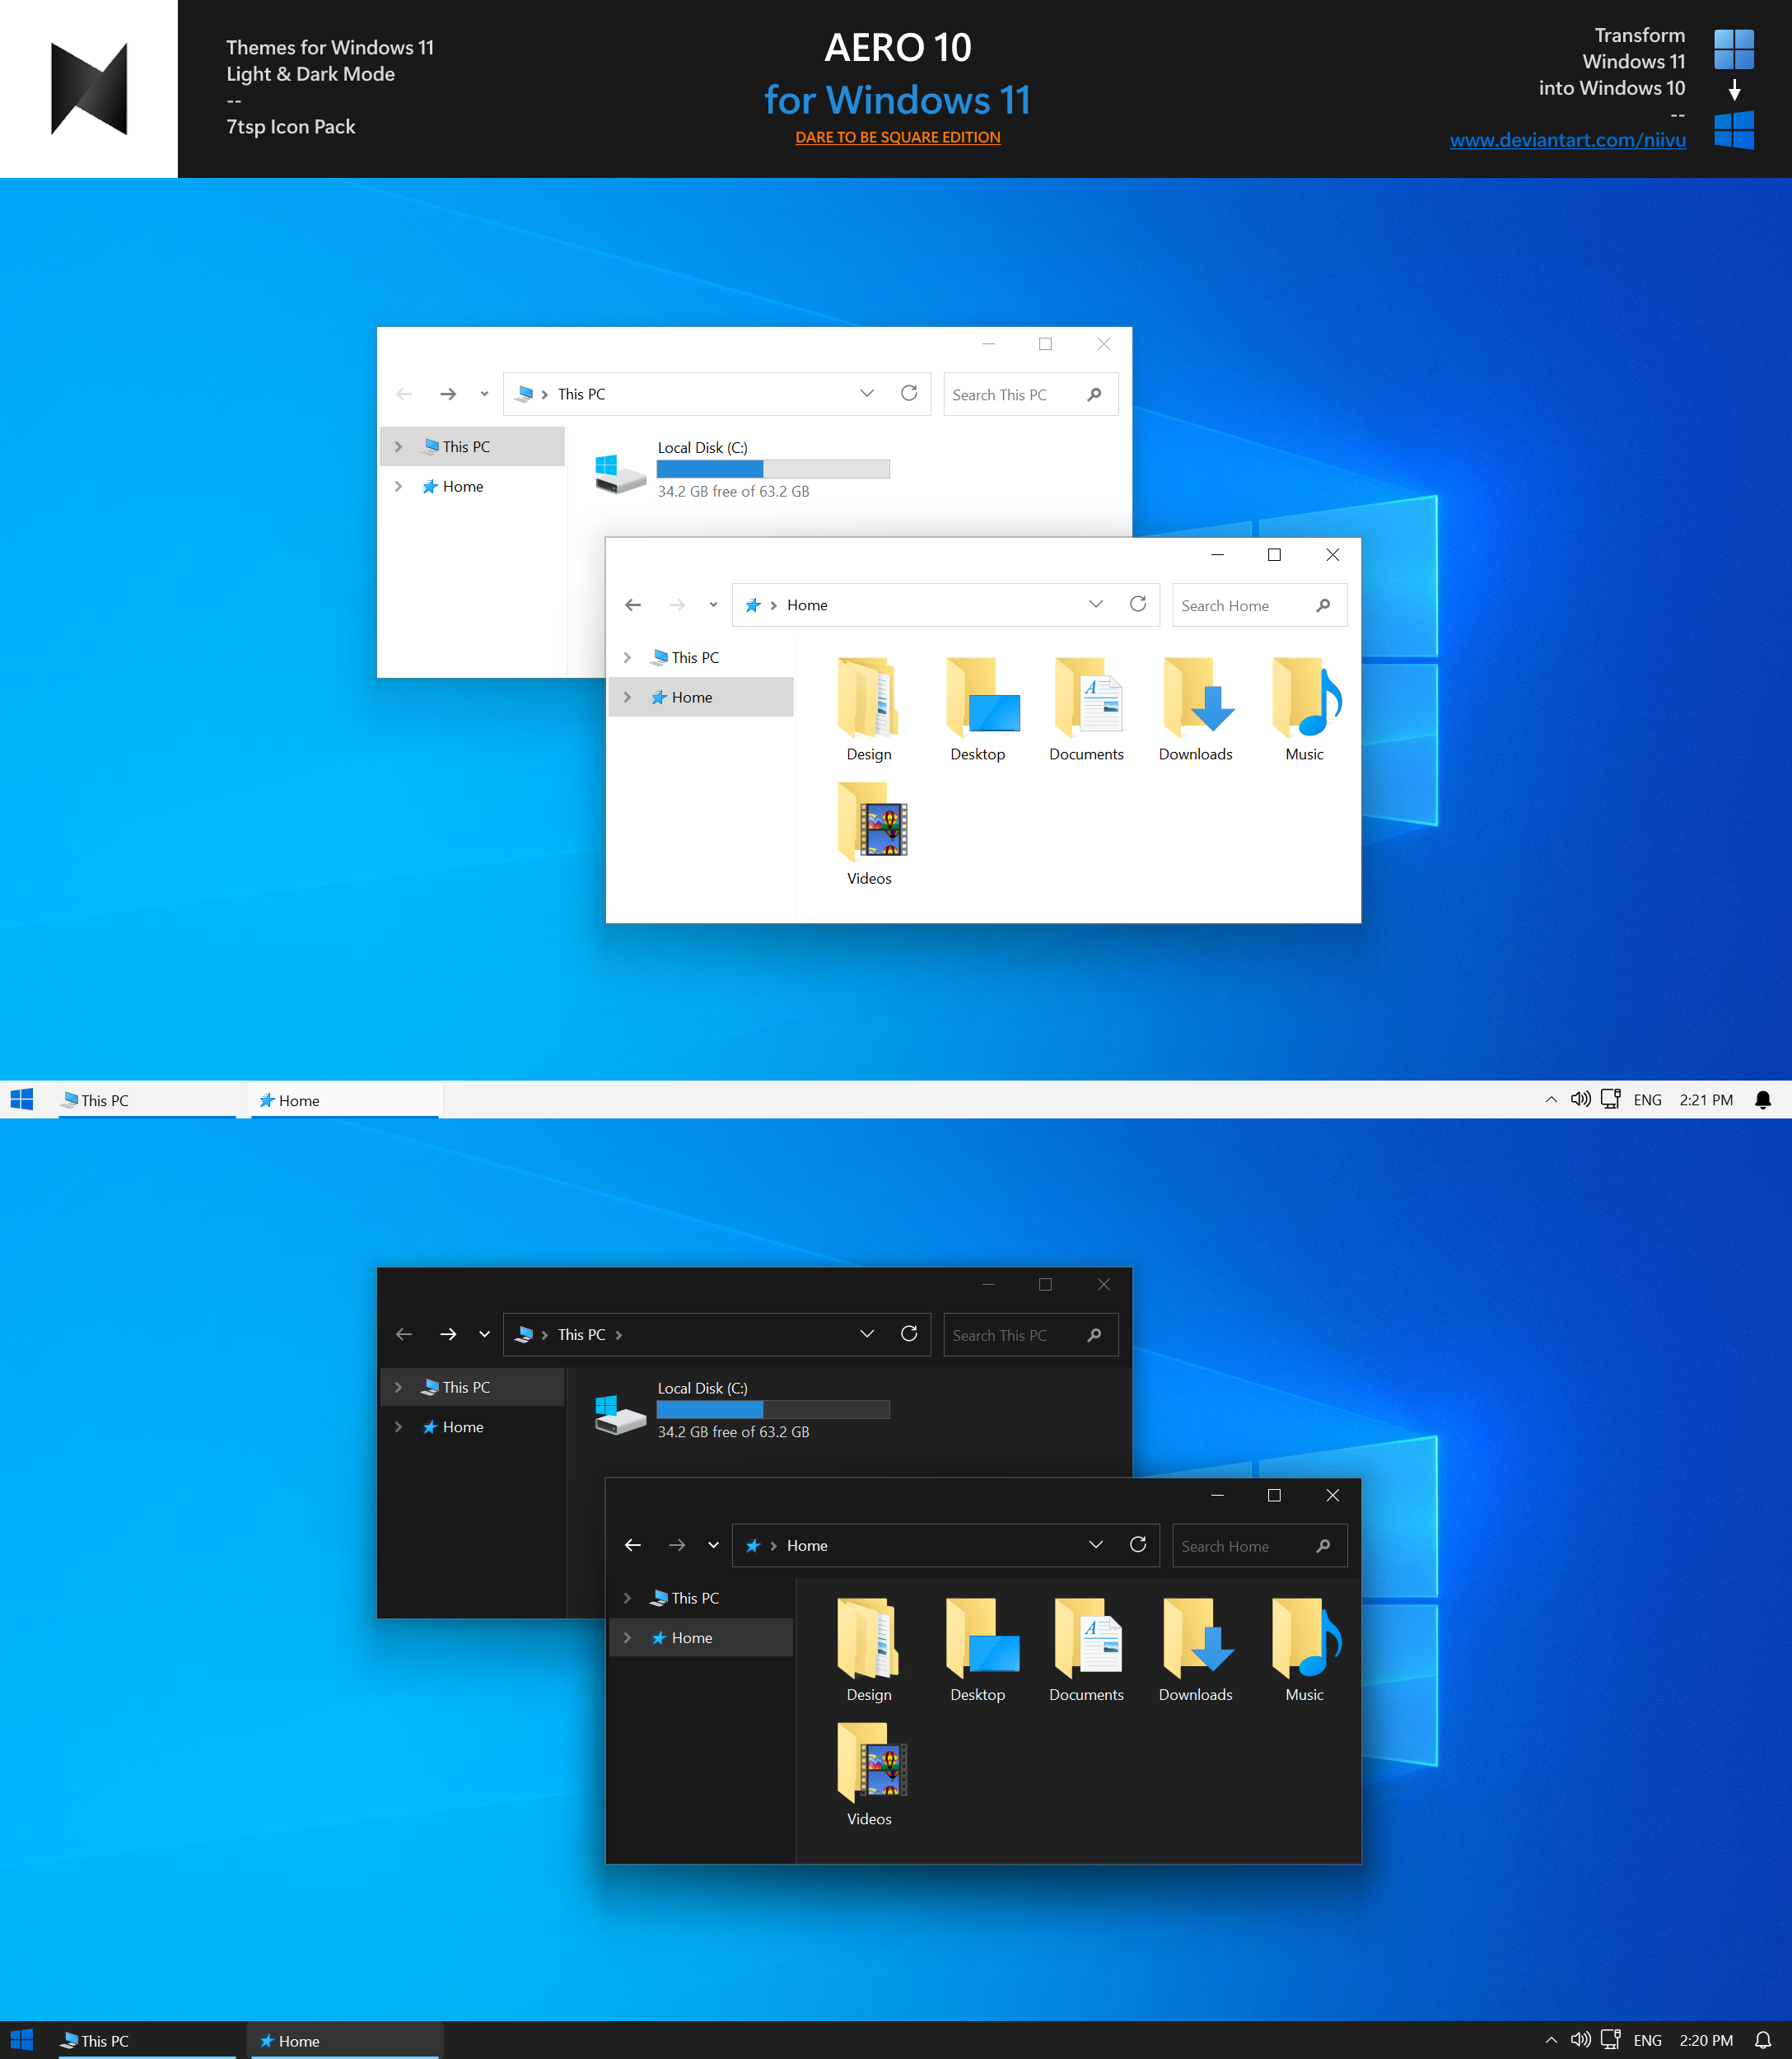 Themes for Windows 11
Light & Dark Mode
--
7tsp Icon Pack
AERO 10
for Windows 11
DARE TO BE SQUARE EDITION
Transform
Windows 11
into Windows 10
--
www.deviantart.com/niivu
This PC
Search This PC
This PC
Home
Local Disk (C:)
34.2 GB free of 63.2 GB
Home
Search Home
This PC
Home
Design
Desktop
Documents
Downloads
Music
Videos
This PC
Home
ENG
2:21 PM
This PC
Search This PC
This PC
Home
Local Disk (C:)
34.2 GB free of 63.2 GB
Home
Search Home
This PC
Home
Design
Desktop
Documents
Downloads
Music
Videos
This PC
Home
ENG
2:20 PM